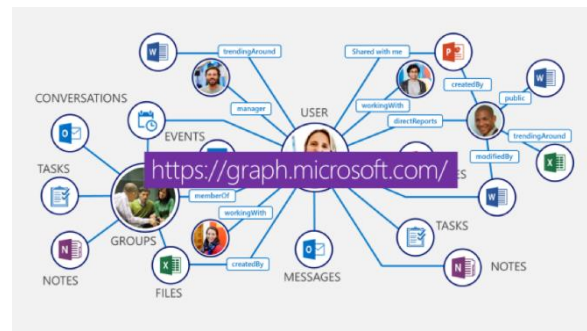 trendingAround
Shared with me
createdBy
public
CONVERSATIONS
manager
USER
workingWith
directReports
EVENTS
trendingAround
TASKS
modifiedBy
https://graph.microsoft.com/
memberOf
workingWith
GROUPS
TASKS
createdBy
MESSAGES
NOTES
NOTES
FILES